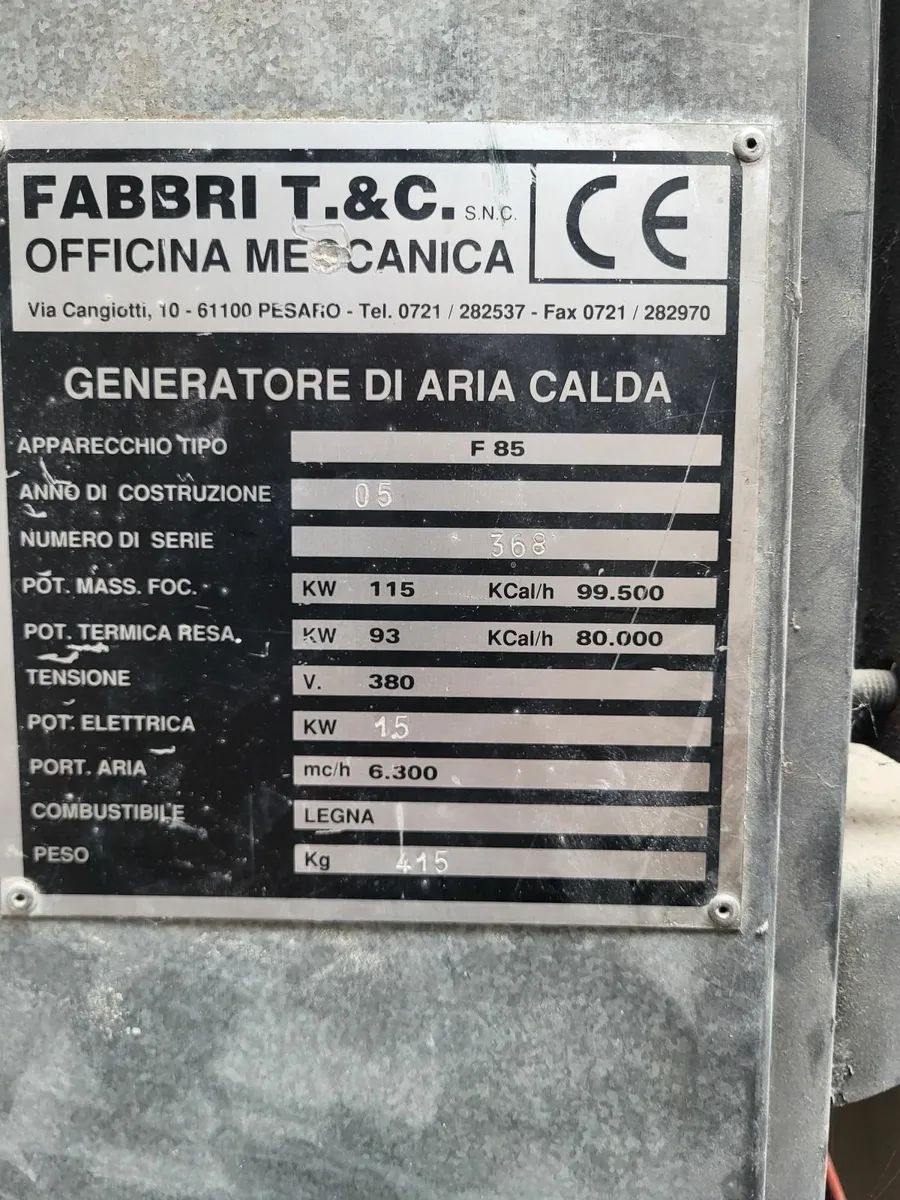 FABBRI T.&C. S.N.C.
OFFICINA MECCANICA
CE
Via Cangiotti, 10 - 61100 PESARO - Tel. 0721 / 282537 - Fax 0721 / 282970
GENERATORE DI ARIA CALDA
APPARECCHIO TIPO F 85
ANNO DI COSTRUZIONE 05
NUMERO DI SERIE 368
POT. MASS. FOC. KW 115 KCal/h 99.500
POT. TERMICA RESA. KW 93 KCal/h 80.000
TENSIONE V. 380
POT. ELETTRICA KW 1.5
PORT. ARIA mc/h 6.300
COMBUSTIBILE LEGNA
PESO Kg 415